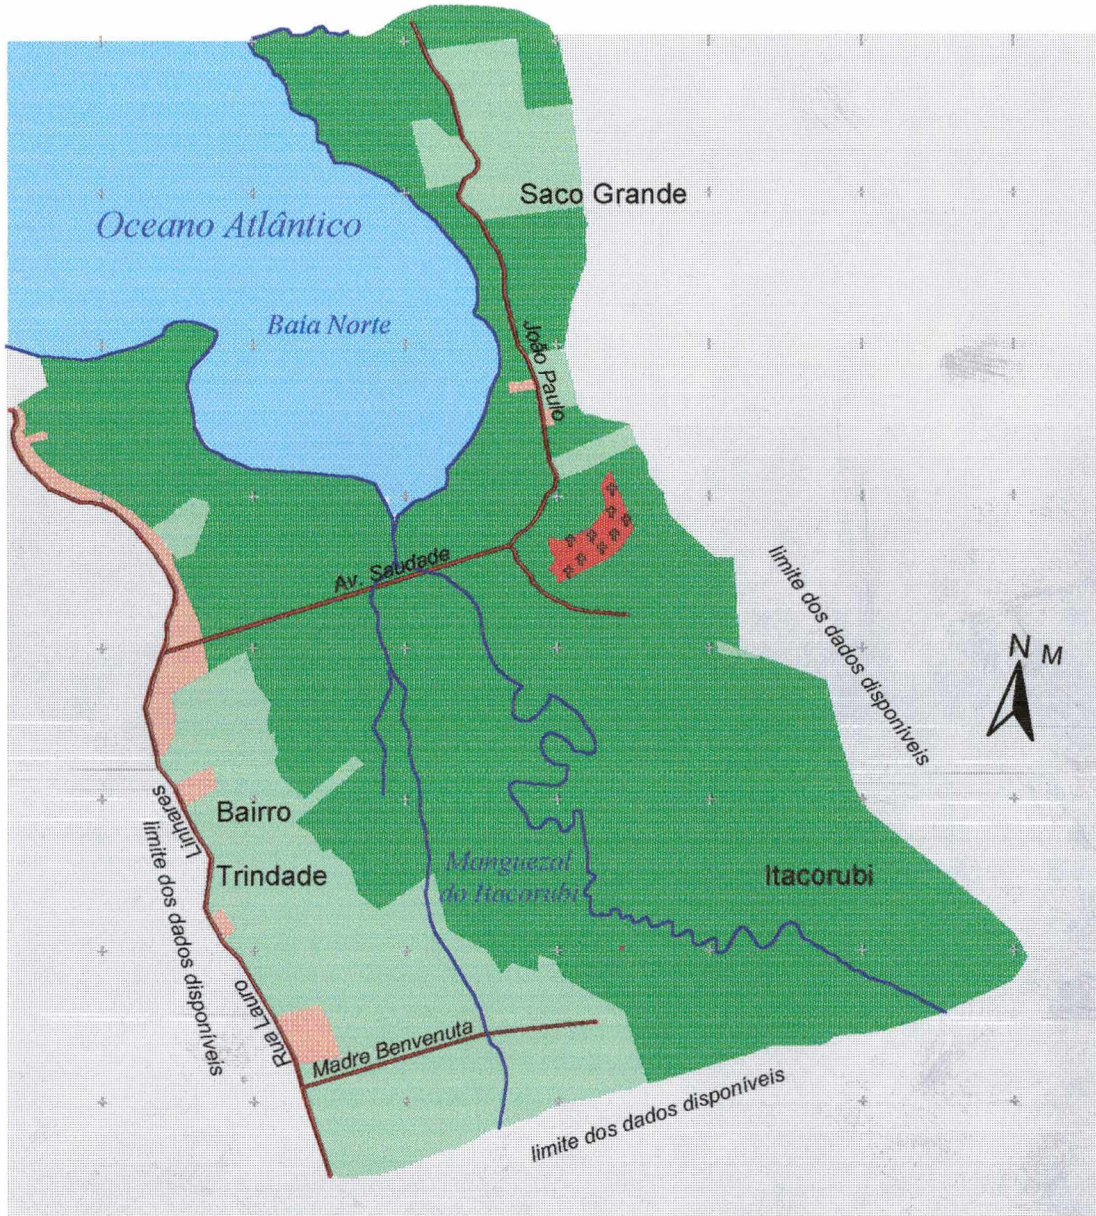 Saco Grande
Oceano Atlântico
Baía Norte
João Paulo
Av. Saudade
limite dos dados disponíveis
N M
Linhares
Bairro
Trindade
limite dos dados disponíveis
Manguezal
do Itacorubi
Itacorubi
Rua Lauro
Madre Benvenuta
limite dos dados disponíveis